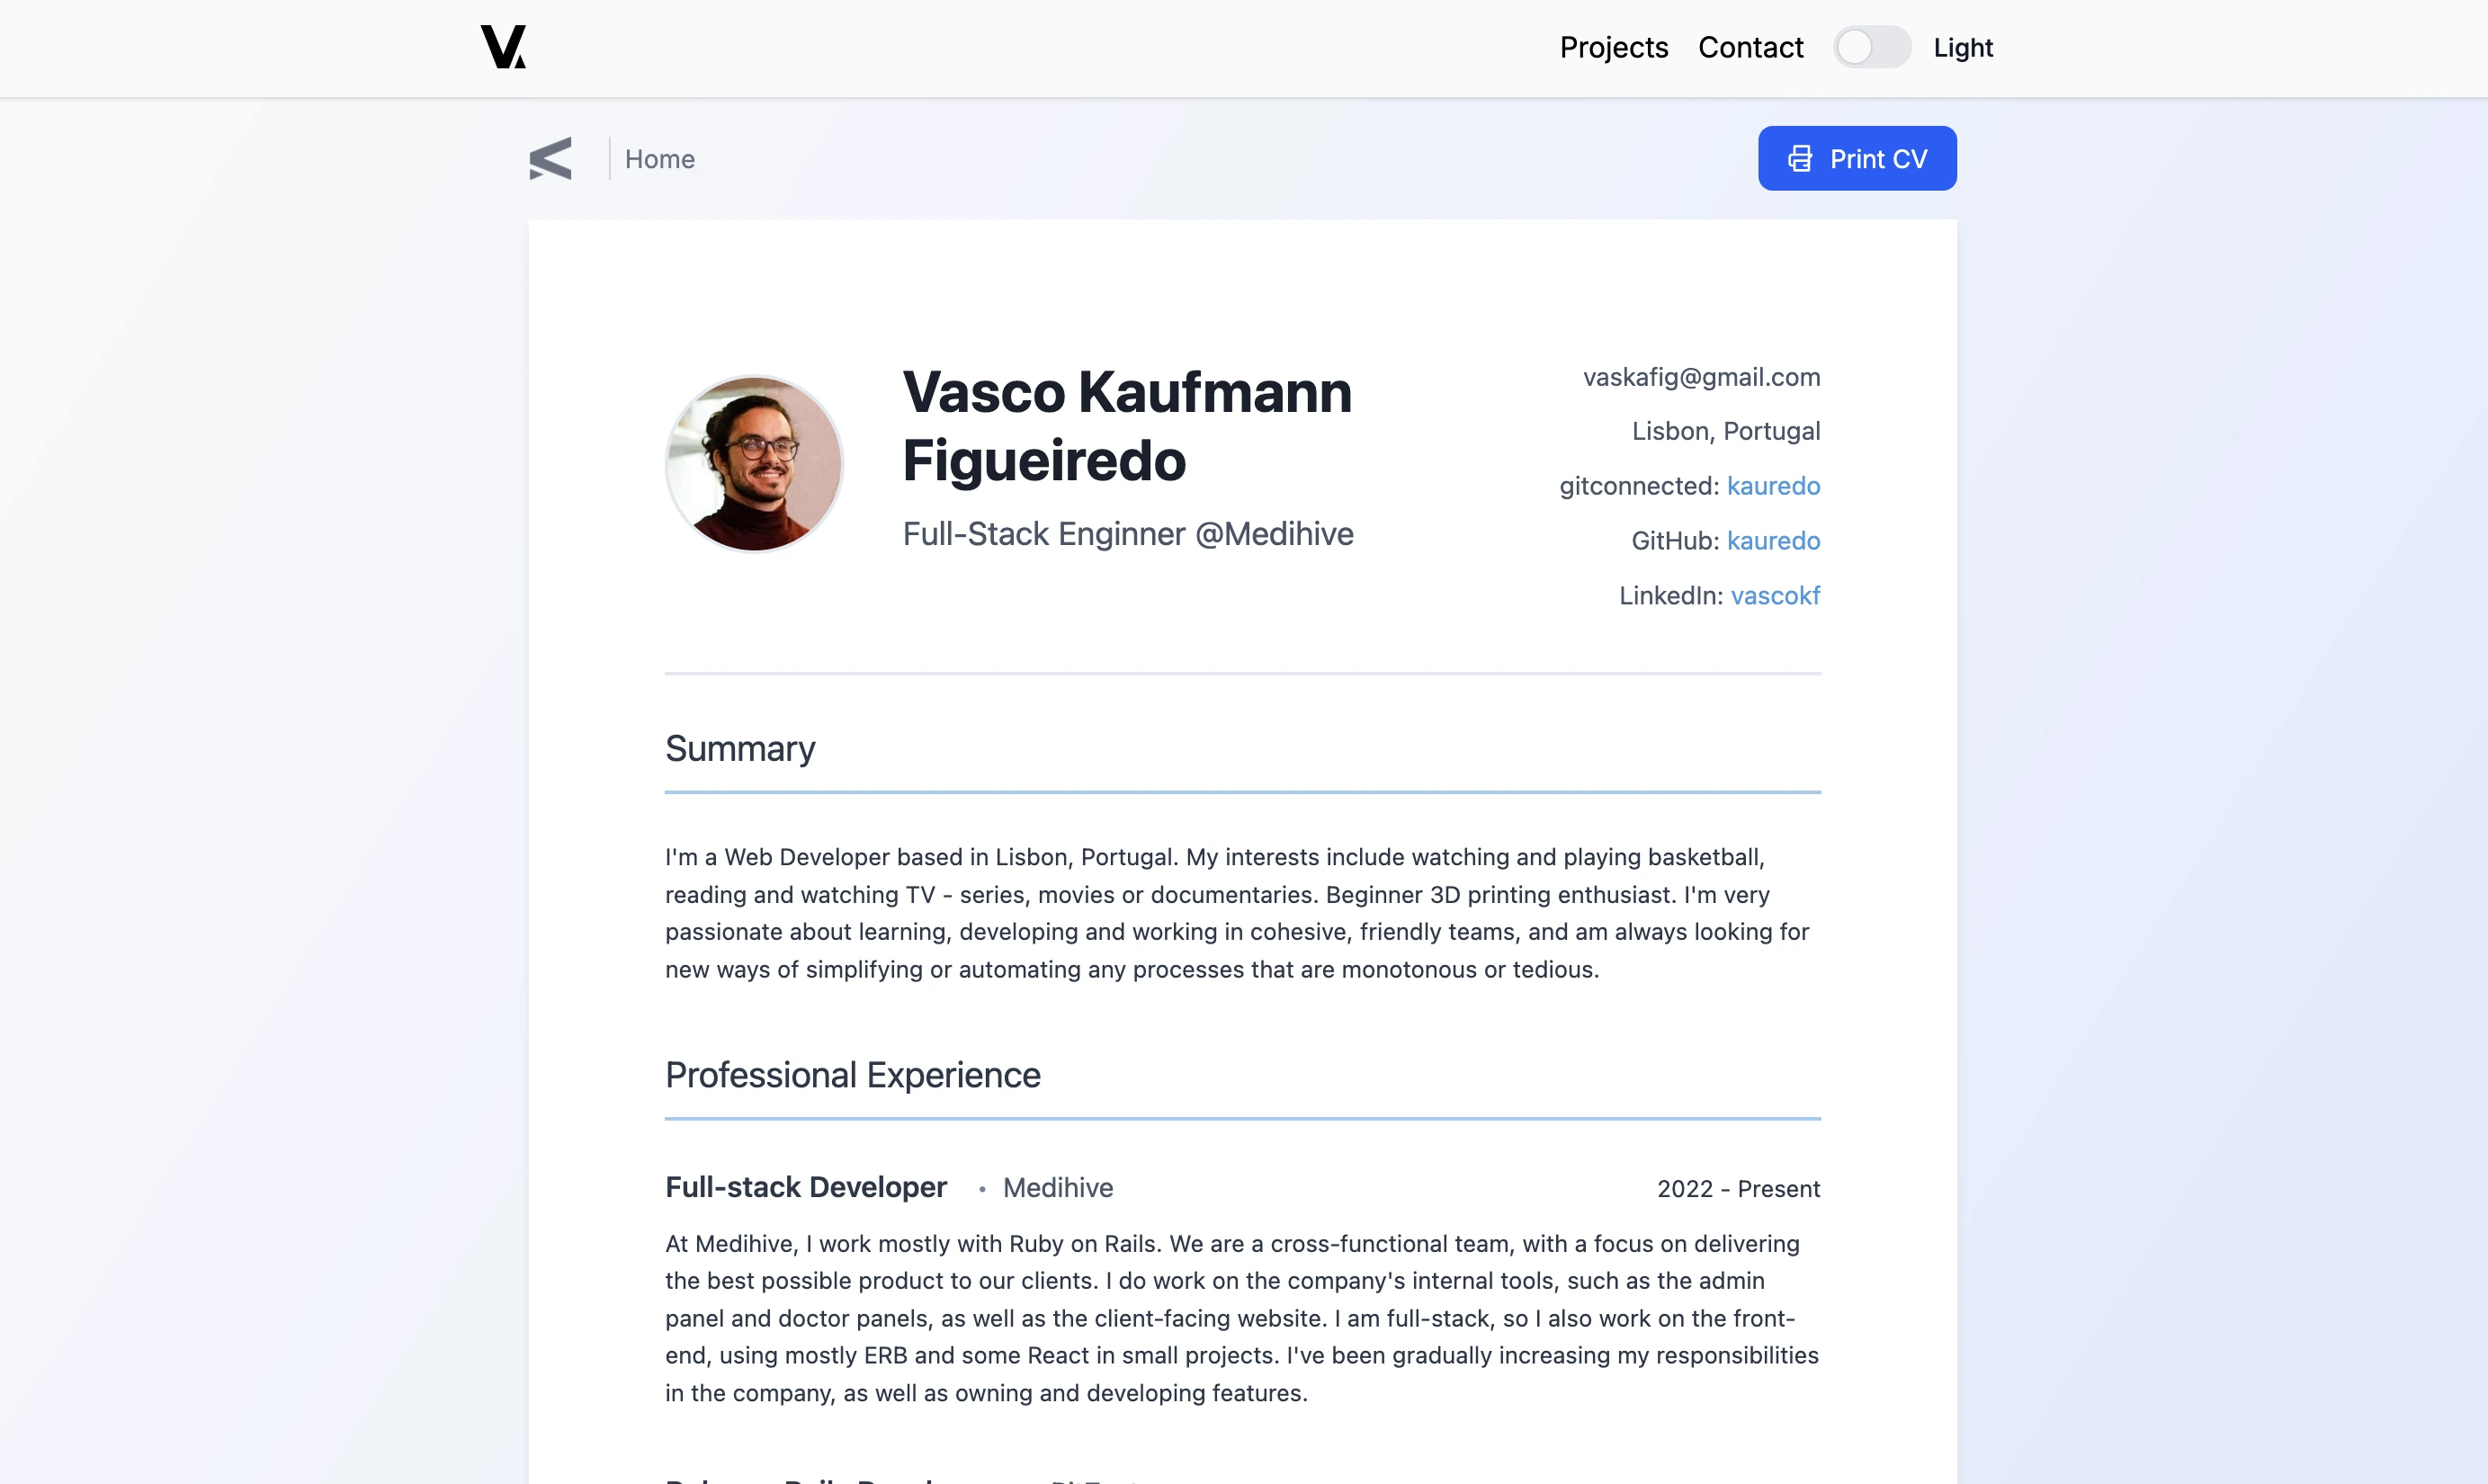 Projects Contact Light
Home
Print CV
Vasco Kaufmann
Figueiredo
Full-Stack Enginner @Medihive
vaskafig@gmail.com
Lisbon, Portugal
gitconnected: kauredo
GitHub: kauredo
LinkedIn: vascokf
Summary
I'm a Web Developer based in Lisbon, Portugal. My interests include watching and playing basketball,
reading and watching TV - series, movies or documentaries. Beginner 3D printing enthusiast. I'm very
passionate about learning, developing and working in cohesive, friendly teams, and am always looking for
new ways of simplifying or automating any processes that are monotonous or tedious.
Professional Experience
Full-stack Developer • Medihive 2022 - Present
At Medihive, I work mostly with Ruby on Rails. We are a cross-functional team, with a focus on delivering
the best possible product to our clients. I do work on the company's internal tools, such as the admin
panel and doctor panels, as well as the client-facing website. I am full-stack, so I also work on the front-
end, using mostly ERB and some React in small projects. I've been gradually increasing my responsibilities
in the company, as well as owning and developing features.